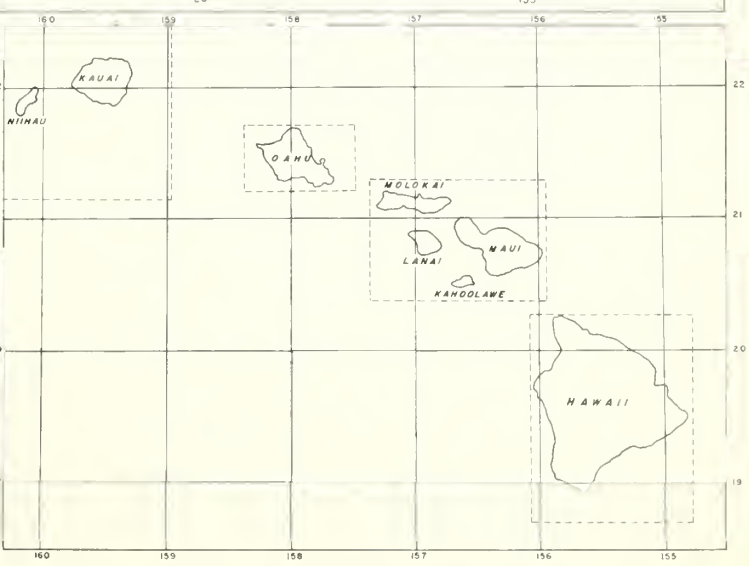 160 159 158 157 156 155
KAUAI
22
NIIHAU
OAHU
MOLOKAI
21
MAUI
LANAI
KAHOOLAWE
20
HAWAII
19
160 159 158 157 156 155